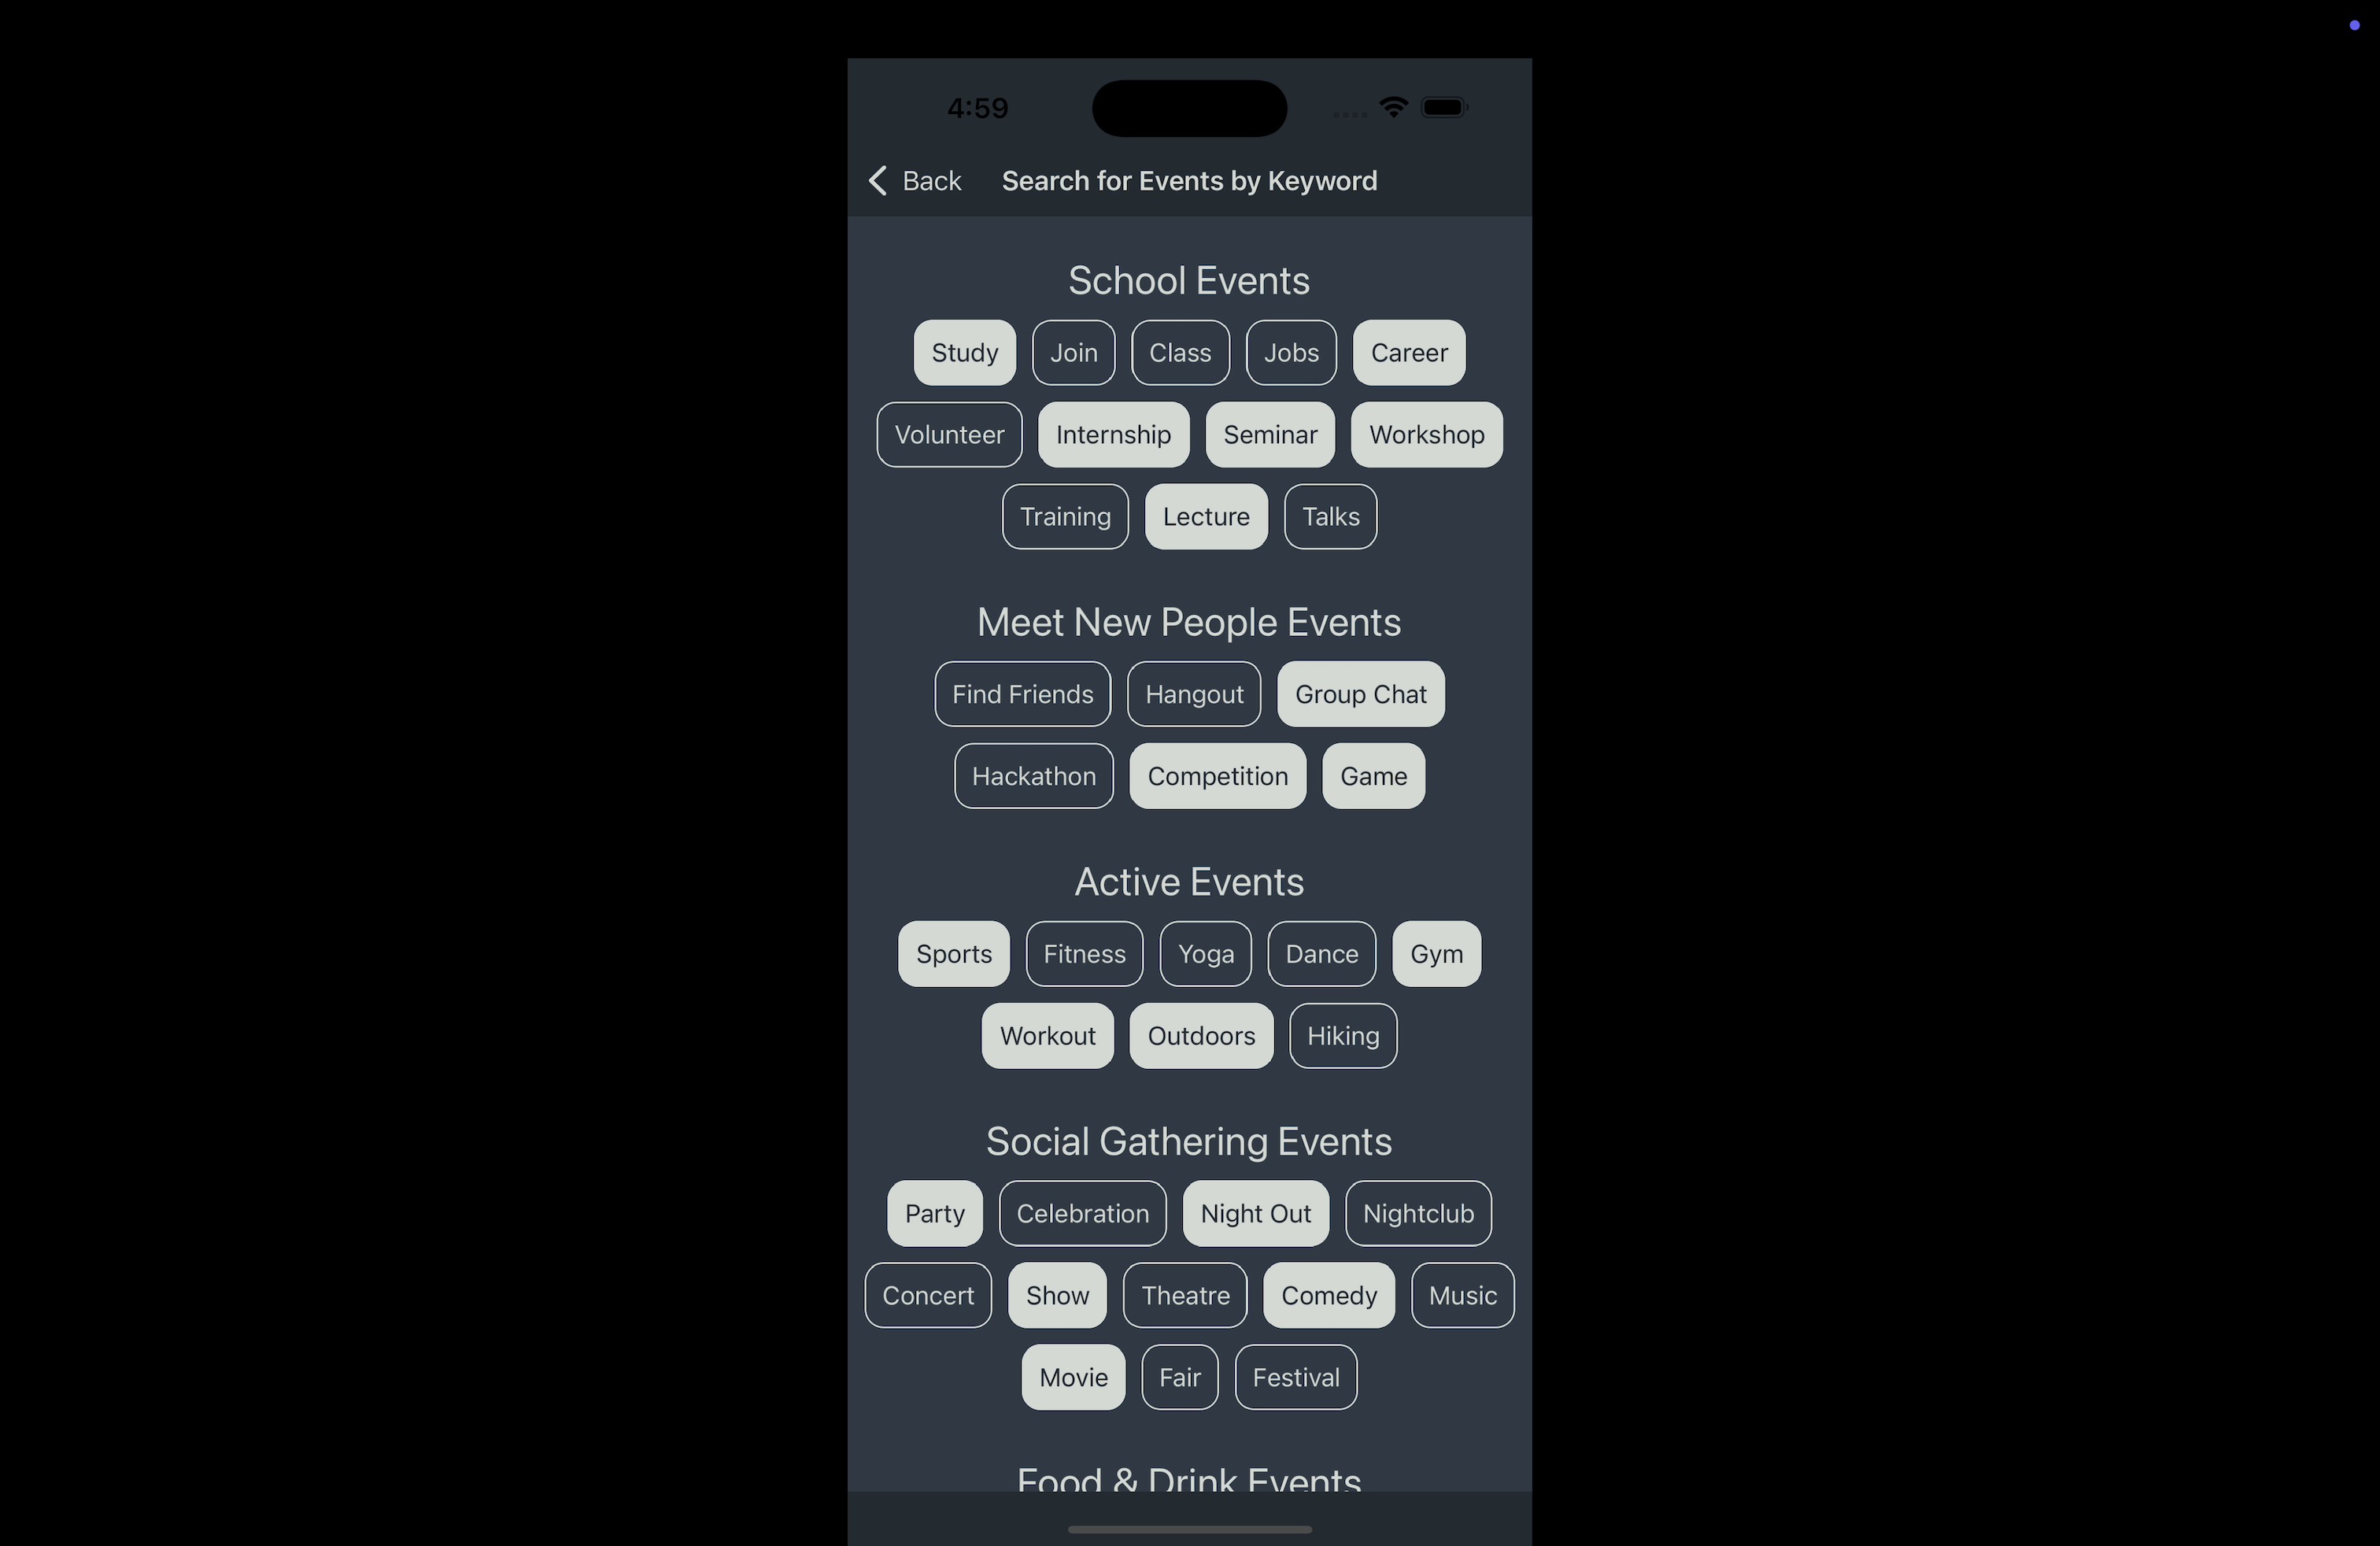 4:59
Back Search for Events by Keyword
School Events
Study Join Class Jobs Career
Volunteer Internship Seminar Workshop
Training Lecture Talks
Meet New People Events
Find Friends Hangout Group Chat
Hackathon Competition Game
Active Events
Sports Fitness Yoga Dance Gym
Workout Outdoors Hiking
Social Gathering Events
Party Celebration Night Out Nightclub
Concert Show Theatre Comedy Music
Movie Fair Festival
Food & Drink Events